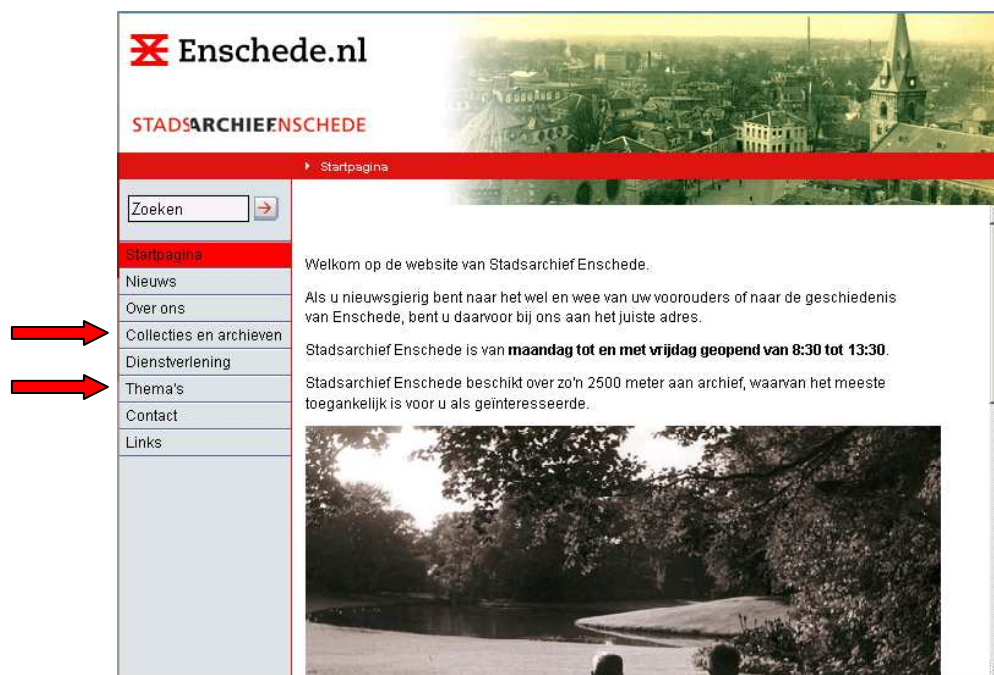 Enschede.nl
STADSARCHIEFENSCHEDE
Startpagina
Zoeken
Startpagina
Nieuws
Over ons
Collecties en archieven
Dienstverlening
Thema's
Contact
Links
Welkom op de website van Stadsarchief Enschede.
Als u nieuwsgierig bent naar het wel en wee van uw voorouders of naar de geschiedenis
van Enschede, bent u daarvoor bij ons aan het juiste adres.
Stadsarchief Enschede is van maandag tot en met vrijdag geopend van 8:30 tot 13:30.
Stadsarchief Enschede beschikt over zo'n 2500 meter aan archief, waarvan het meeste
toegankelijk is voor u als geïnteresseerde.